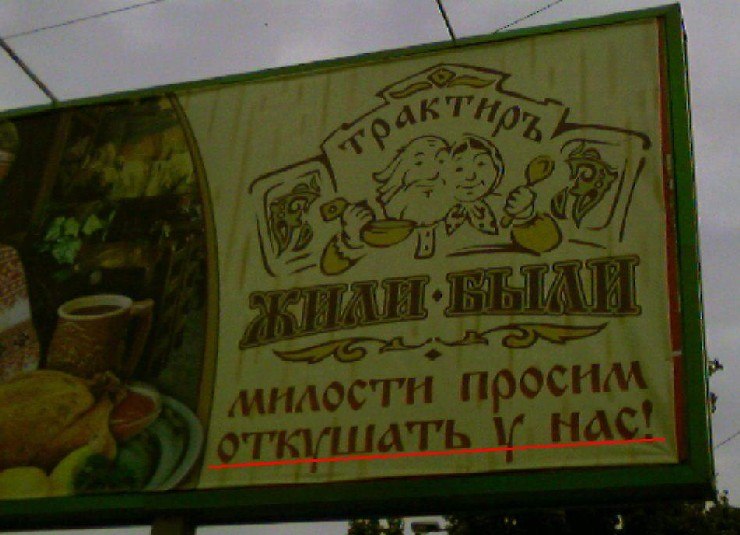 трактиръ
жили·были
милости просим
откушать у нас!